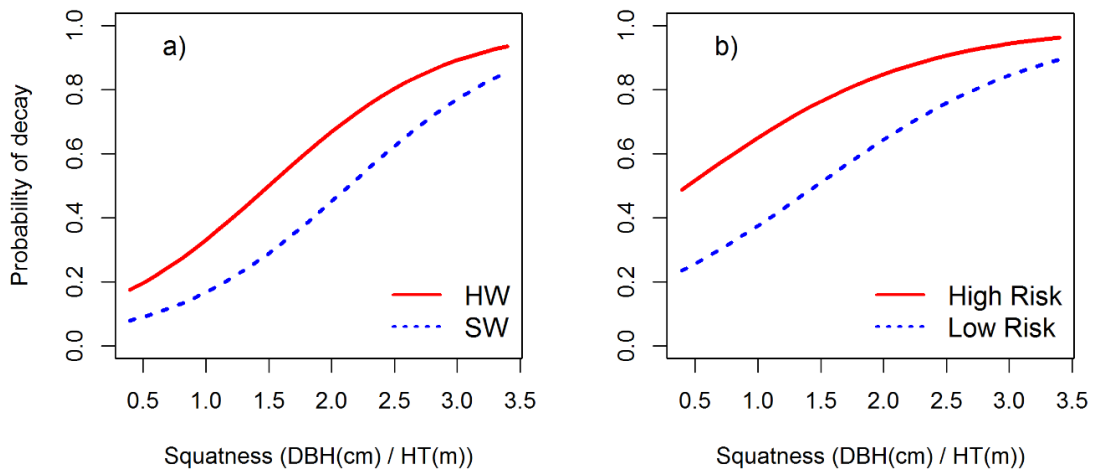 Probability of decay
0.0 0.2 0.4 0.6 0.8 1.0
a)
HW
SW
0.5 1.0 1.5 2.0 2.5 3.0 3.5
Squatness (DBH(cm) / HT(m))
0.0 0.2 0.4 0.6 0.8 1.0
b)
High Risk
Low Risk
0.5 1.0 1.5 2.0 2.5 3.0 3.5
Squatness (DBH(cm) / HT(m))